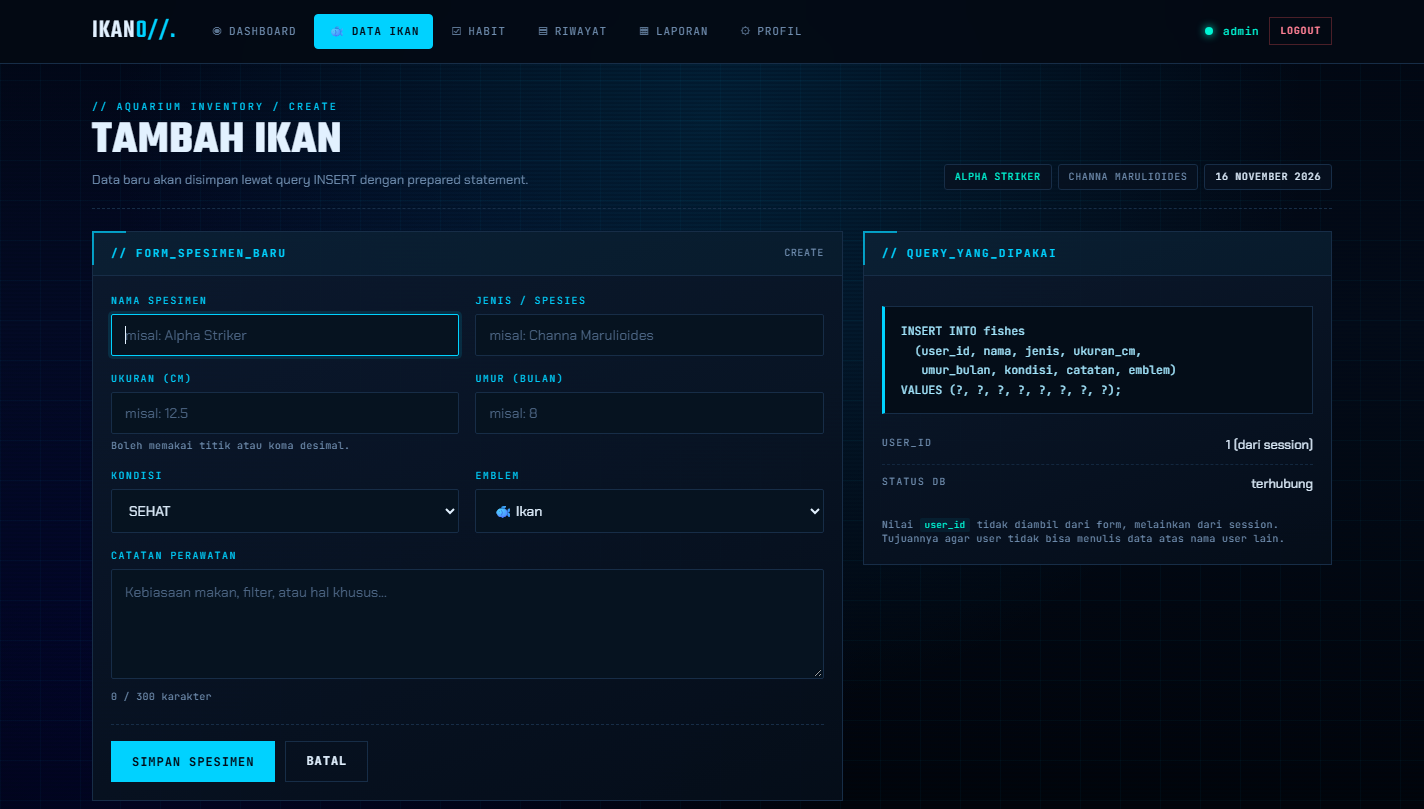 IKANO//.
DASHBOARD
DATA IKAN
HABIT
RIWAYAT
LAPORAN
PROFIL
admin
LOGOUT
// AQUARIUM INVENTORY / CREATE
TAMBAH IKAN
Data baru akan disimpan lewat query INSERT dengan prepared statement.
ALPHA STRIKER
CHANNA MARULIOIDES
16 NOVEMBER 2026
// FORM_SPESIMEN_BARU
CREATE
NAMA SPESIMEN
misal: Alpha Striker
JENIS / SPESIES
misal: Channa Marulioides
UKURAN (CM)
misal: 12.5
Boleh memakai titik atau koma desimal.
UMUR (BULAN)
misal: 8
KONDISI
SEHAT
EMBLEM
Ikan
CATATAN PERAWATAN
Kebiasaan makan, filter, atau hal khusus...
0 / 300 karakter
SIMPAN SPESIMEN
BATAL
// QUERY_YANG_DIPAKAI
INSERT INTO fishes
(user_id, nama, jenis, ukuran_cm,
umur_bulan, kondisi, catatan, emblem)
VALUES (?, ?, ?, ?, ?, ?, ?, ?);
USER_ID
1 (dari session)
STATUS DB
terhubung
Nilai user_id tidak diambil dari form, melainkan dari session.
Tujuannya agar user tidak bisa menulis data atas nama user lain.